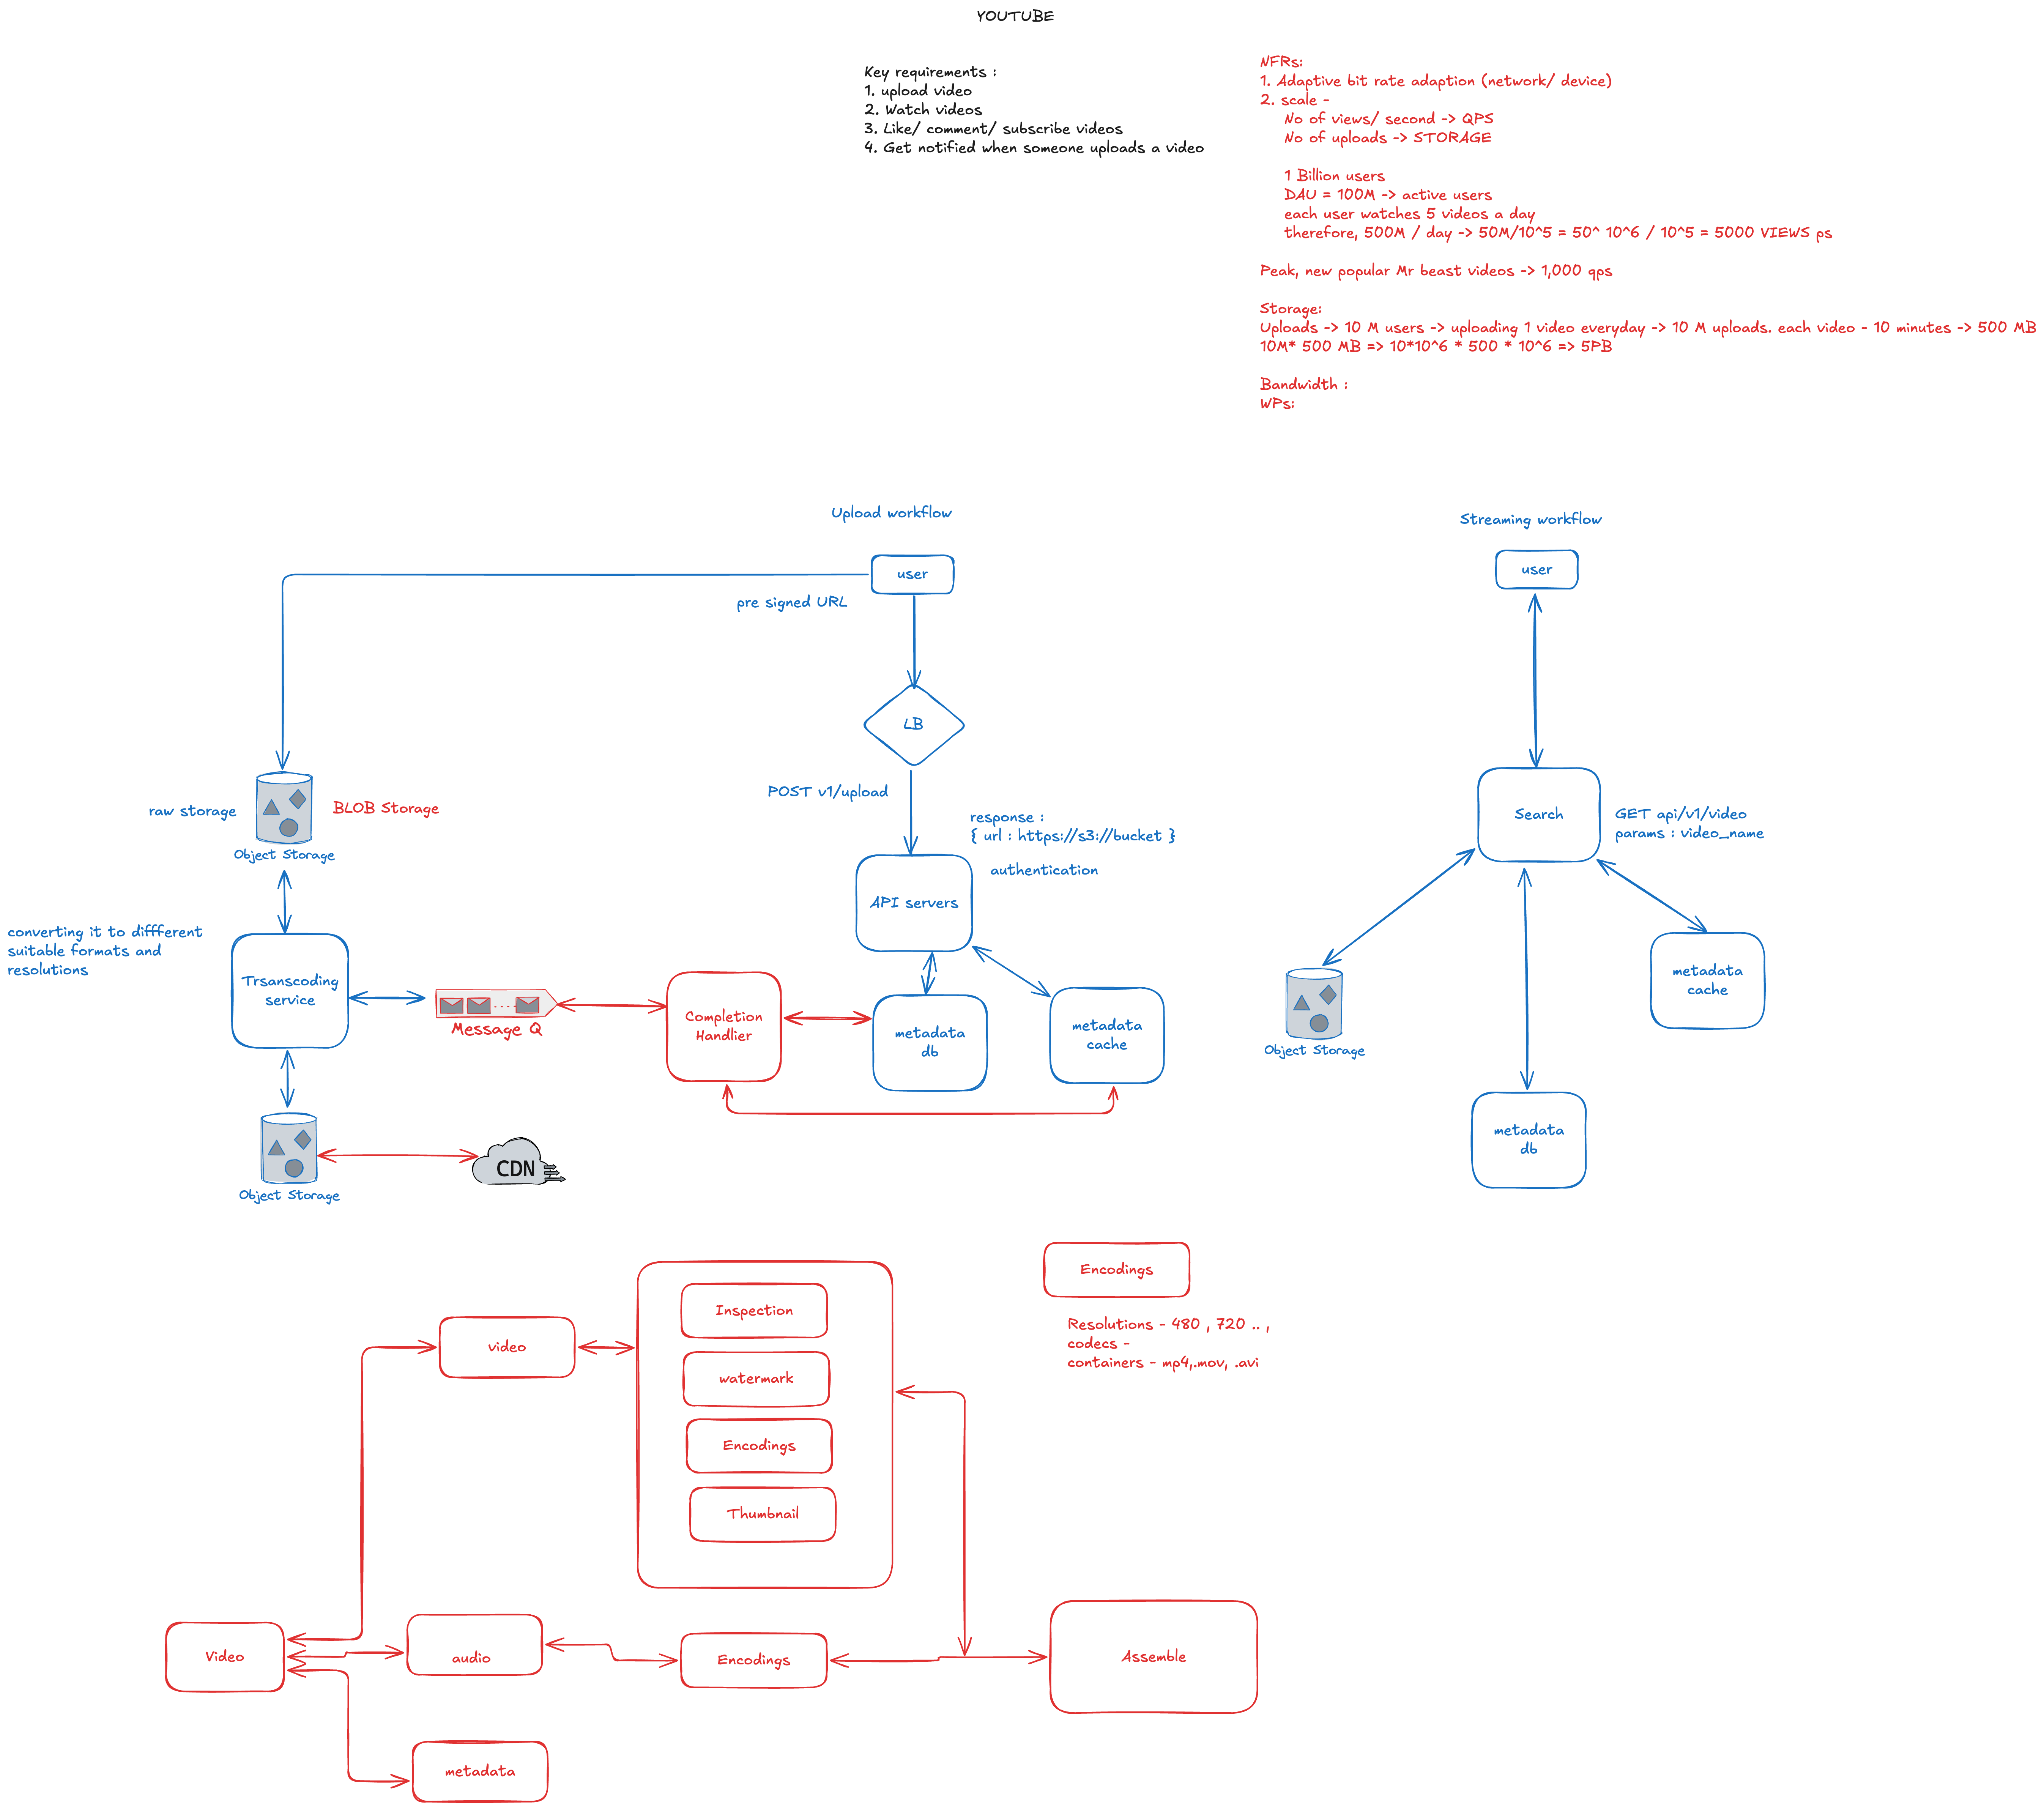 YOUTUBE
Key requirements :
1. upload video
2. Watch videos
3. Like/ comment/ subscribe videos
4. Get notified when someone uploads a video
NFRs:
1. Adaptive bit rate adaption (network/ device)
2. scale -
No of views/ second -> QPS
No of uploads -> STORAGE
1 Billion users
DAU = 100M -> active users
each user watches 5 videos a day
therefore, 500M / day -> 50M/10^5 = 50^ 10^6 / 10^5 = 5000 VIEWS ps
Peak, new popular Mr beast videos -> 1,000 qps
Storage:
Uploads -> 10 M users -> uploading 1 video everyday -> 10 M uploads. each video - 10 minutes -> 500 MB
10M* 500 MB => 10*10^6 * 500 * 10^6 => 5PB
Bandwidth :
WPs:
Upload workflow
user
pre signed URL
LB
POST v1/upload
response :
{ url : https://s3://bucket }
authentication
API servers
raw storage
BLOB Storage
Object Storage
converting it to diffferent
suitable formats and
resolutions
Trsanscoding
service
Message Q
Completion
Handlier
metadata
db
metadata
cache
Object Storage
CDN
Streaming workflow
user
Search
GET api/v1/video
params : video_name
Object Storage
metadata
cache
metadata
db
Encodings
Resolutions - 480 , 720 .. ,
codecs -
containers - mp4,.mov, .avi
video
Inspection
watermark
Encodings
Thumbnail
Video
audio
Encodings
Assemble
metadata